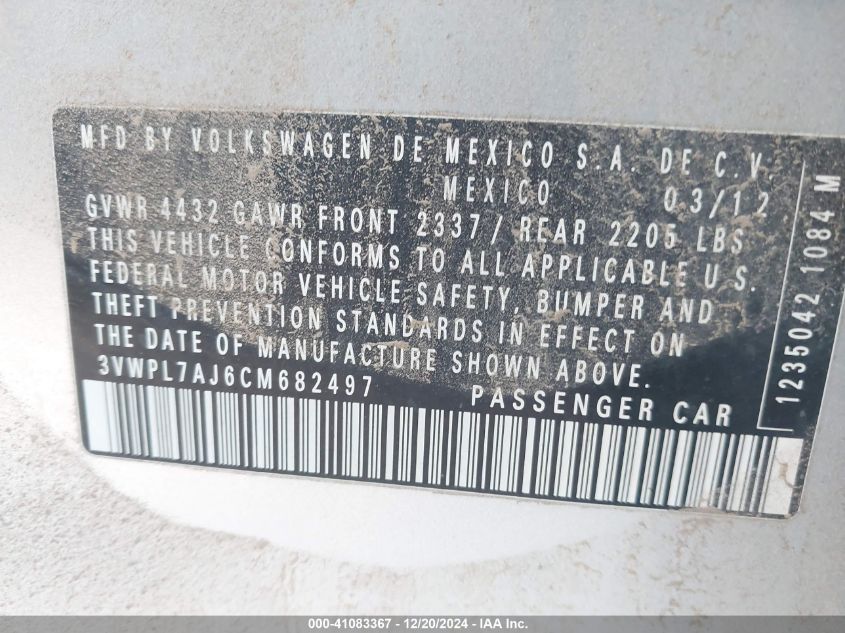 MFD BY VOLKSWAGEN DE MEXICO S.A. DE C.V.
MEXICO 03/12
GVWR 4432 GAWR FRONT 2337/ REAR 2205 LBS
THIS VEHICLE CONFORMS TO ALL APPLICABLE U S.
FEDERAL MOTOR VEHICLE SAFETY, BUMPER AND
THEFT PREVENTION STANDARDS IN EFFECT ON
THE DATE OF MANUFACTURE SHOWN ABOVE.
3VWPL7AJ6CM682497 PASSENGER CAR
1235042 1084 M
000-41083367 - 12/20/2024 - IAA, Inc.